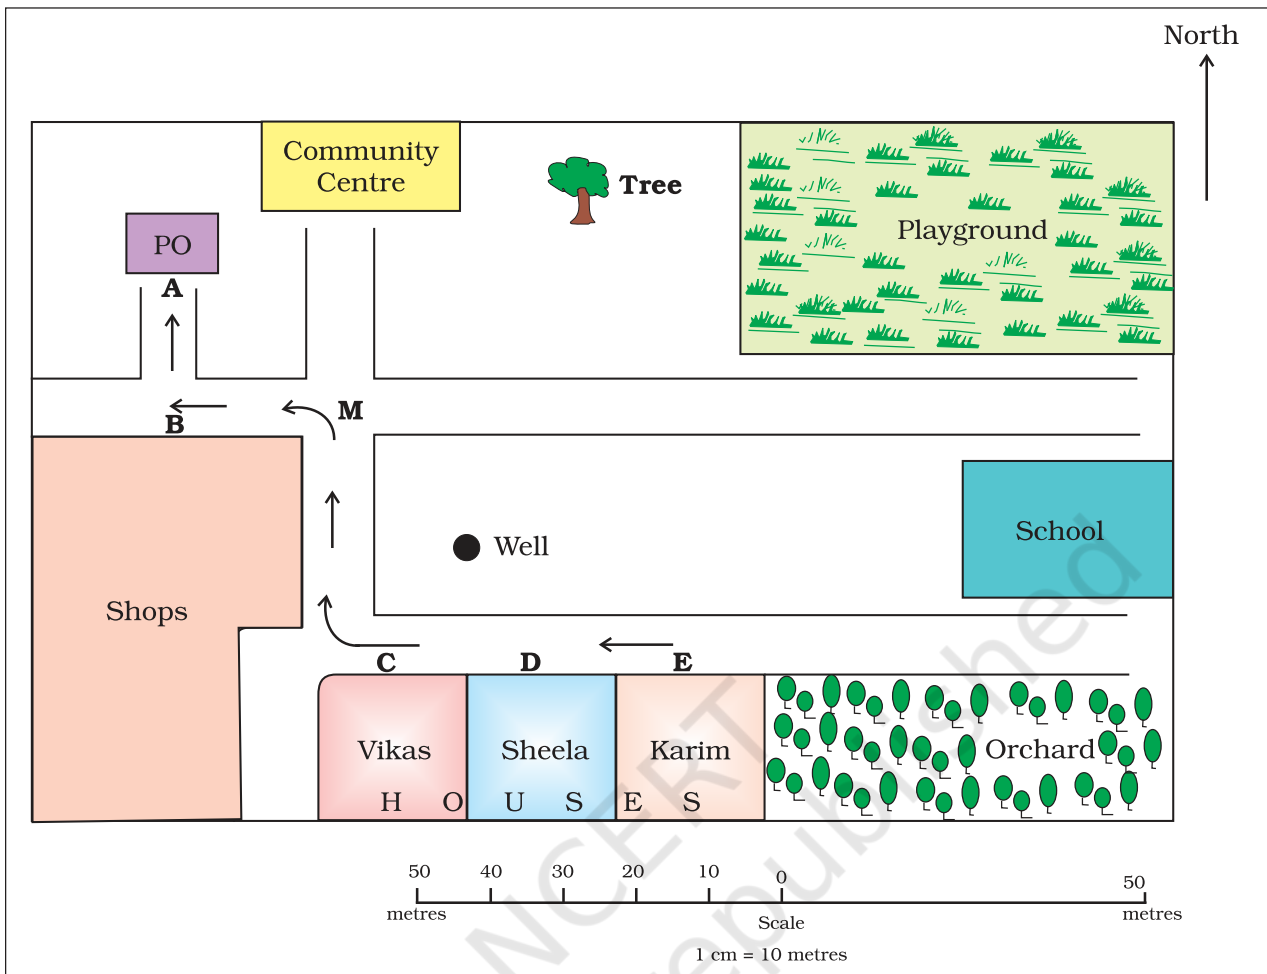 North
Community
Centre
Tree
PO
Playground
A
M
B
School
Well
Shops
C D E
Vikas Sheela Karim Orchard
H O U S E S
50 40 30 20 10 0 50
metres metres
Scale
1 cm = 10 metres
NCERT
republished